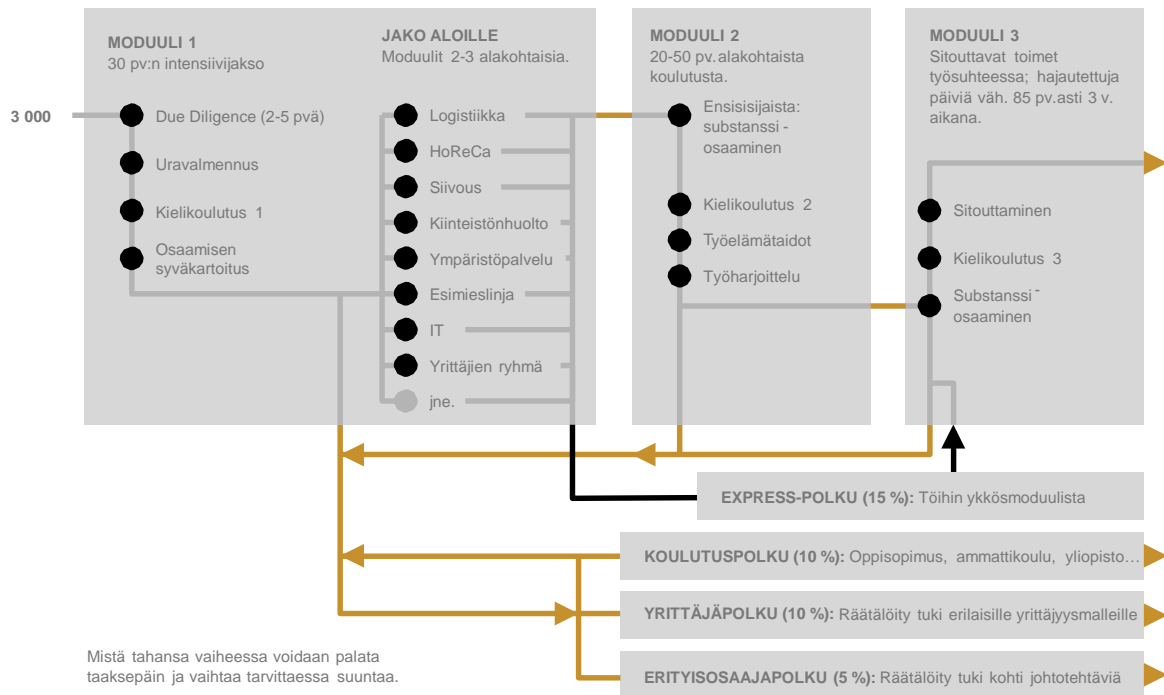 MODUULI 1
30 pv:n intensiivijakso
3 000
Due Diligence (2-5 pvä)
Uravalmennus
Kielikoulutus 1
Osaamisen
syväkartoitus
JAKO ALOILLE
Moduulit 2-3 alakohtaisia.
Logistiikka
HoReCa
Siivous
Kiinteistönhuolto
Ympäristöpalvelu
Esimieslinja
IT
Yrittäjien ryhmä
jne.
MODUULI 2
20-50 pv. alakohtaista
koulutusta.
Ensisisijaista:
substanssi-
osaaminen
Kielikoulutus 2
Työelämätaidot
Työharjoittelu
MODUULI 3
Sitouttavat toimet
työsuhteessa; hajautettuja
päiviä väh. 85 pv.asti 3 v.
aikana.
Sitouttaminen
Kielikoulutus 3
Substanssi-
osaaminen
EXPRESS-POLKU (15 %): Töihin ykkösmoduulista
KOULUTUSPOLKU (10 %): Oppisopimus, ammattikoulu, yliopisto…
YRITTÄJÄPOLKU (10 %): Räätälöity tuki erilaisille yrittäjyysmalleille
ERITYISOSAAJAPOLKU (5 %): Räätälöity tuki kohti johtotehtäviä
Mistä tahansa vaiheessa voidaan palata
taaksepäin ja vaihtaa tarvittaessa suuntaa.